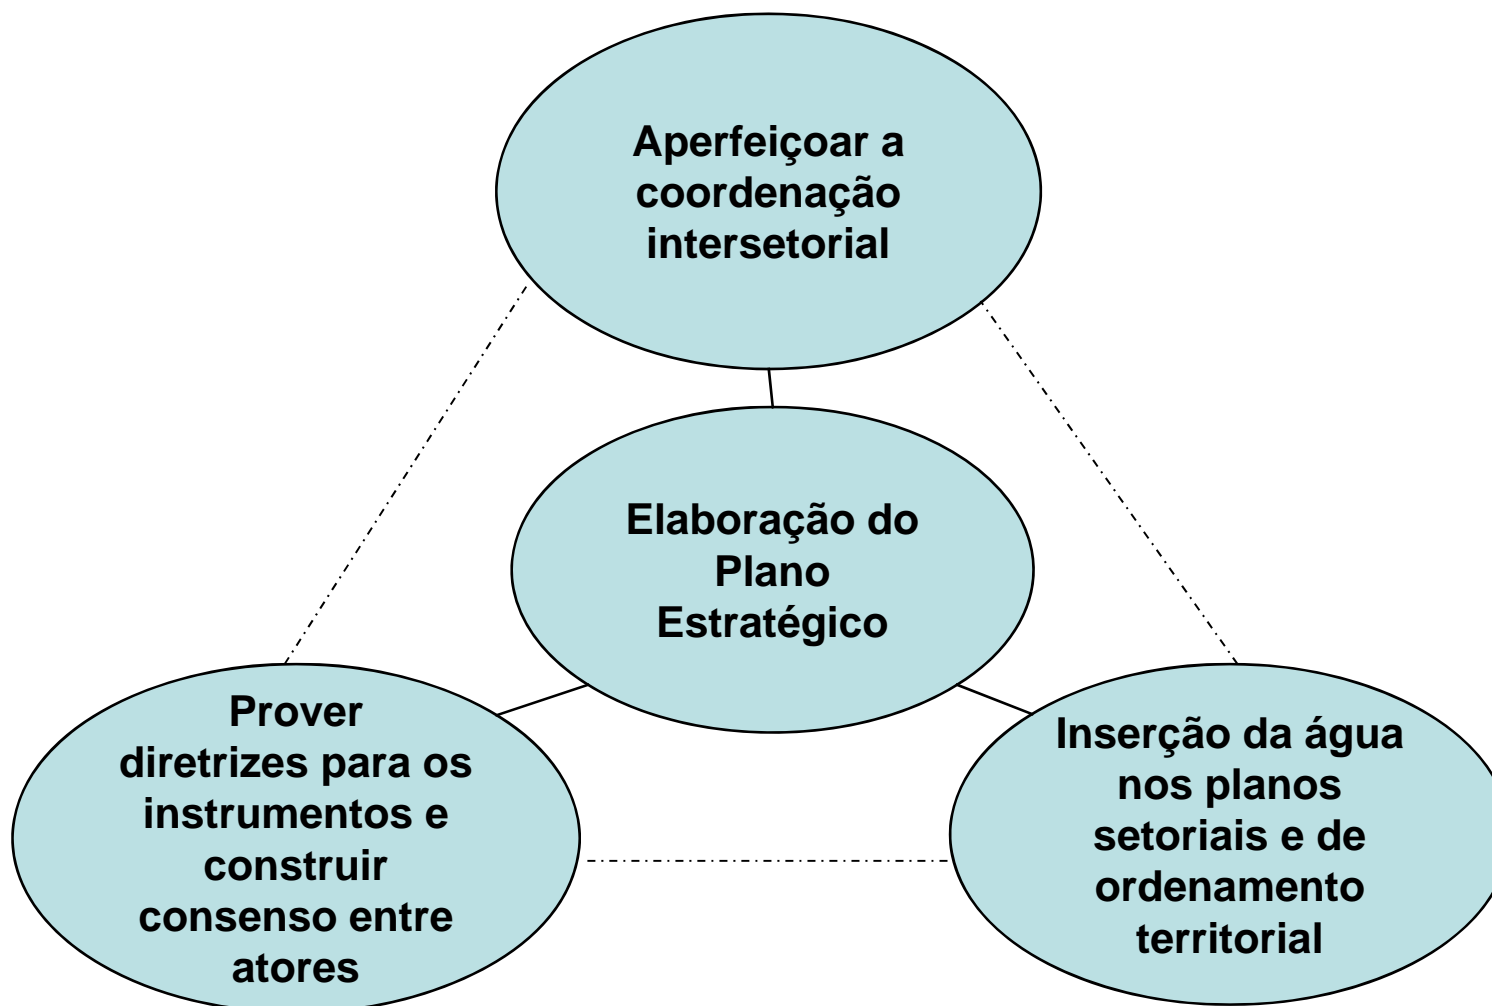 Aperfeiçoar a
coordenação
intersetorial
Elaboração do
Plano
Estratégico
Prover
diretrizes para os
instrumentos e
construir
consenso entre
atores
Inserção da água
nos planos
setoriais e de
ordenamento
territorial